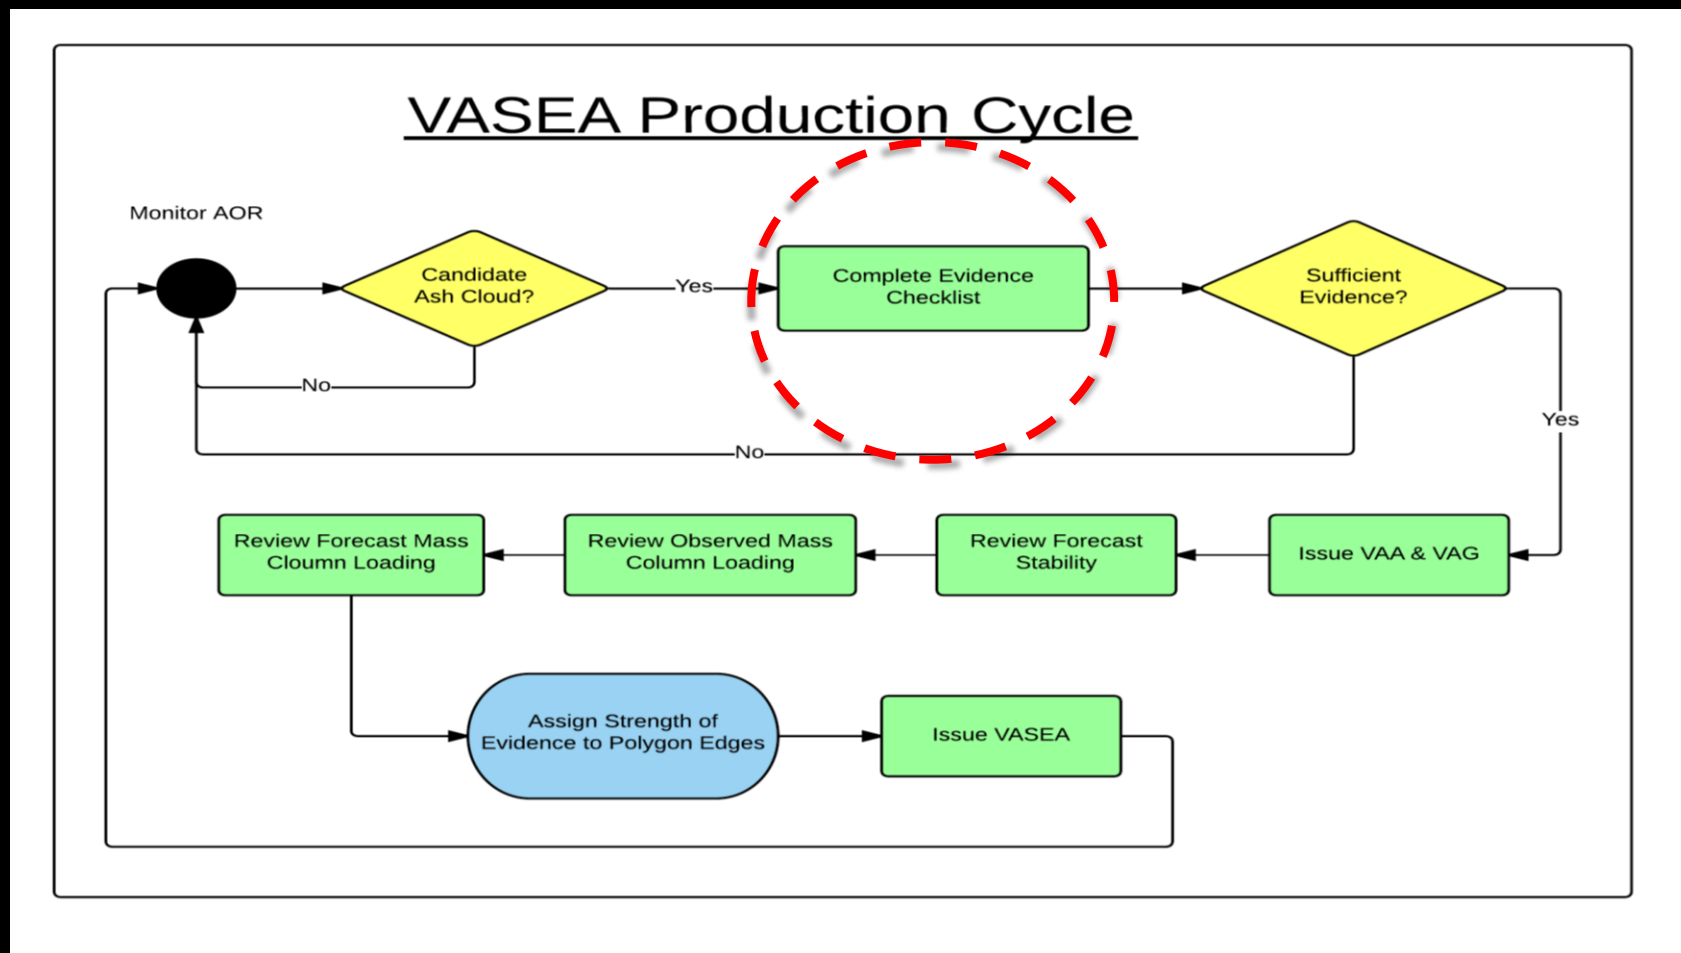 VASEA Production Cycle
Monitor AOR
Candidate
Ash Cloud?
Yes
Complete Evidence
Checklist
Sufficient
Evidence?
No
Yes
No
Review Forecast Mass
Cloumn Loading
Review Observed Mass
Column Loading
Review Forecast
Stability
Issue VAA & VAG
Assign Strength of
Evidence to Polygon Edges
Issue VASEA